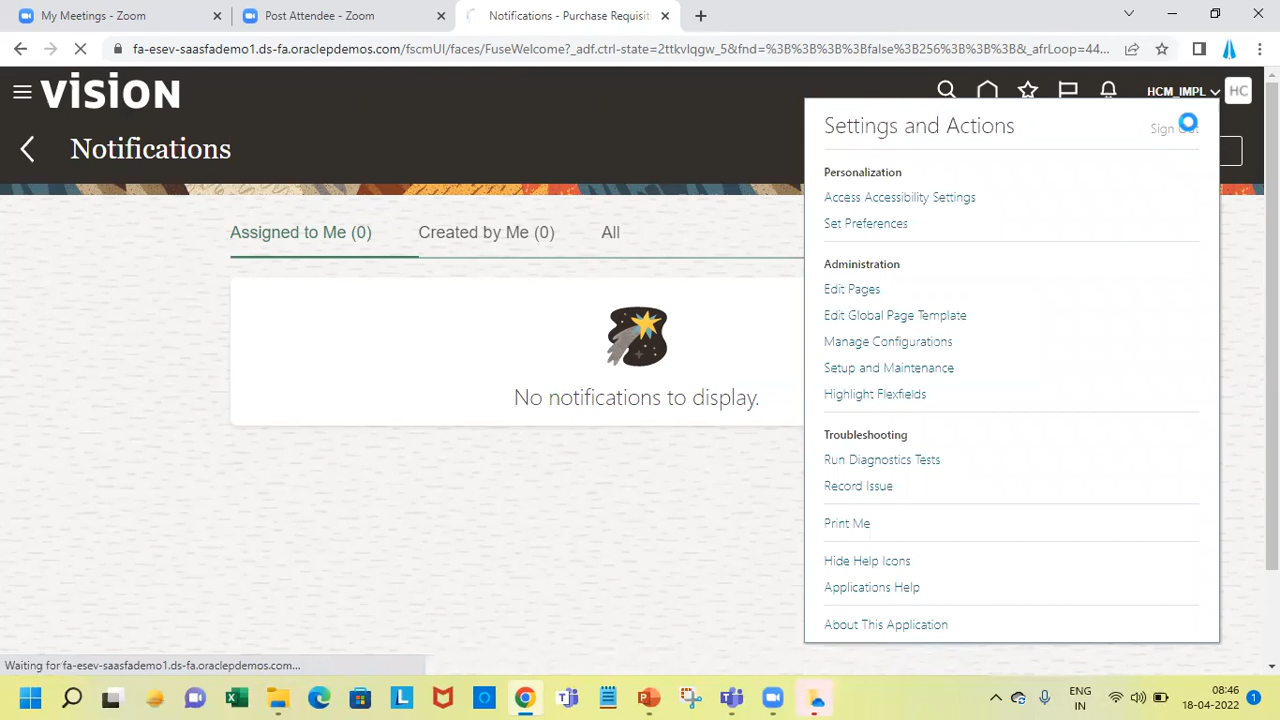 My Meetings - Zoom
Post Attendee - Zoom
Notifications - Purchase Requisit
fa-esev-saasfademo1.ds-fa.oraclepdemos.com/fscmUI/faces/FuseWelcome?_adf.ctrl-state=2ttkvlqgw_5&fnd=%3B%3B%3B%3Bfalse%3B256%3B%3B%3B&_afrLoop=44...
vision
HCM_IMPL
HC
Notifications
Settings and Actions
Sign Out
Personalization
Access Accessibility Settings
Set Preferences
Assigned to Me (0)
Created by Me (0)
All
Administration
Edit Pages
Edit Global Page Template
Manage Configurations
Setup and Maintenance
Highlight Flexfields
No notifications to display.
Troubleshooting
Run Diagnostics Tests
Record Issue
Print Me
Hide Help Icons
Applications Help
About This Application
Waiting for fa-esev-saasfademo1.ds-fa.oraclepdemos.com...
ENG
IN
08:46
18-04-2022
1